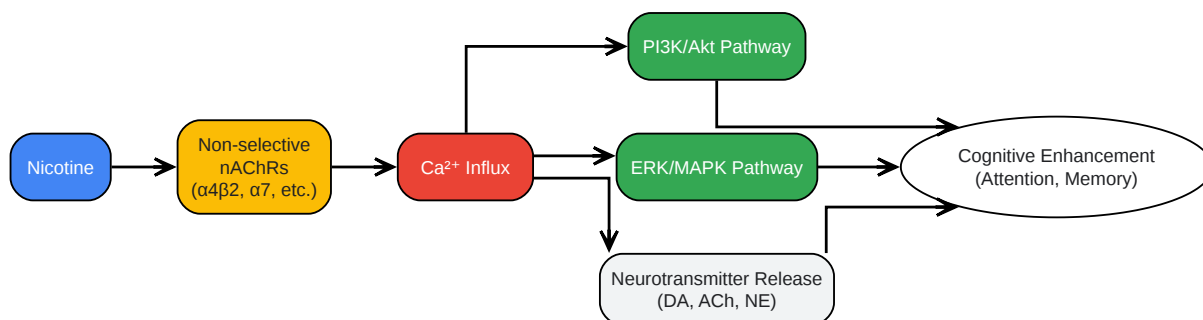 PI3K/Akt Pathway
Nicotine
Non-selective
nAChRs
(α4β2, α7, etc.)
Ca²⁺ Influx
ERK/MAPK Pathway
Cognitive Enhancement
(Attention, Memory)
Neurotransmitter Release
(DA, ACh, NE)